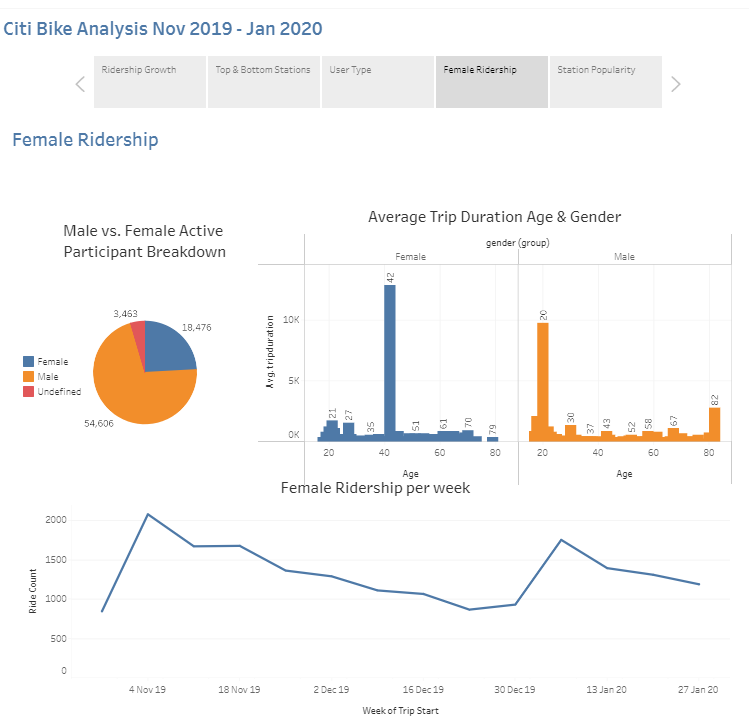 Citi Bike Analysis Nov 2019 - Jan 2020
Ridership Growth
Top & Bottom Stations
User Type
Female Ridership
Station Popularity
Female Ridership
Male vs. Female Active
Participant Breakdown
3,463
18,476
54,606
Female
Male
Undefined
Average Trip Duration Age & Gender
gender (group)
Female
Male
Avg. tripduration
10K
5K
0K
21
27
35
42
51
61
70
79
20
30
37
43
52
58
67
82
20
40
60
80
20
40
60
80
Age
Age
Female Ridership per week
Ride Count
2000
1500
1000
500
0
4 Nov 19
18 Nov 19
2 Dec 19
16 Dec 19
30 Dec 19
13 Jan 20
27 Jan 20
Week of Trip Start